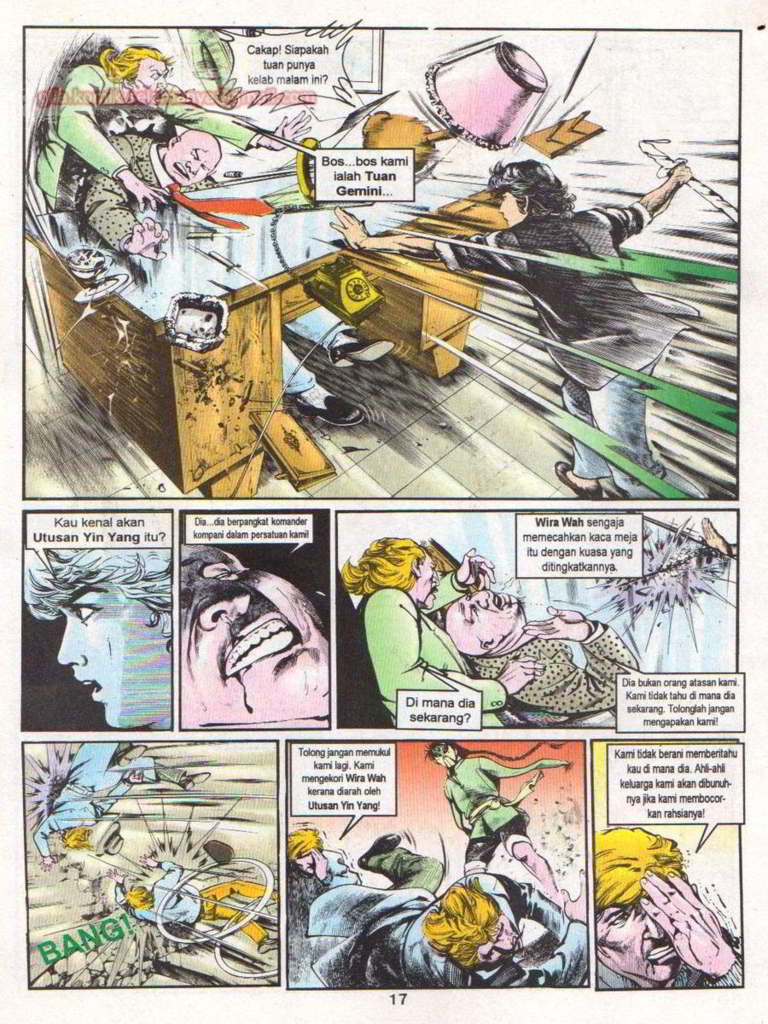 Cakap! Siapakah
tuan punya
kelab malam ini?
Bos...bos kami
ialah Tuan
Gemini...
Kau kenal akan
Utusan Yin Yang itu?
Dia...dia berpangkat komander
kompani dalam persatuan kami!
Wira Wah sengaja
memecahkan kaca meja
itu dengan kuasa yang
ditingkatkannya.
Di mana dia
sekarang?
Dia bukan orang atasan kami.
Kami tidak tahu di mana dia
sekarang. Tolonglah jangan
mengapakan kami!
BANG!
Tolong jangan memukul
kami lagi. Kami
mengekori Wira Wah
kerana diarah oleh
Utusan Yin Yang!
Kami tidak berani memberitahu
kau di mana dia. Ahli-ahli
keluarga kami akan dibunuh-
nya jika kami membocor-
kan rahsianya!
17